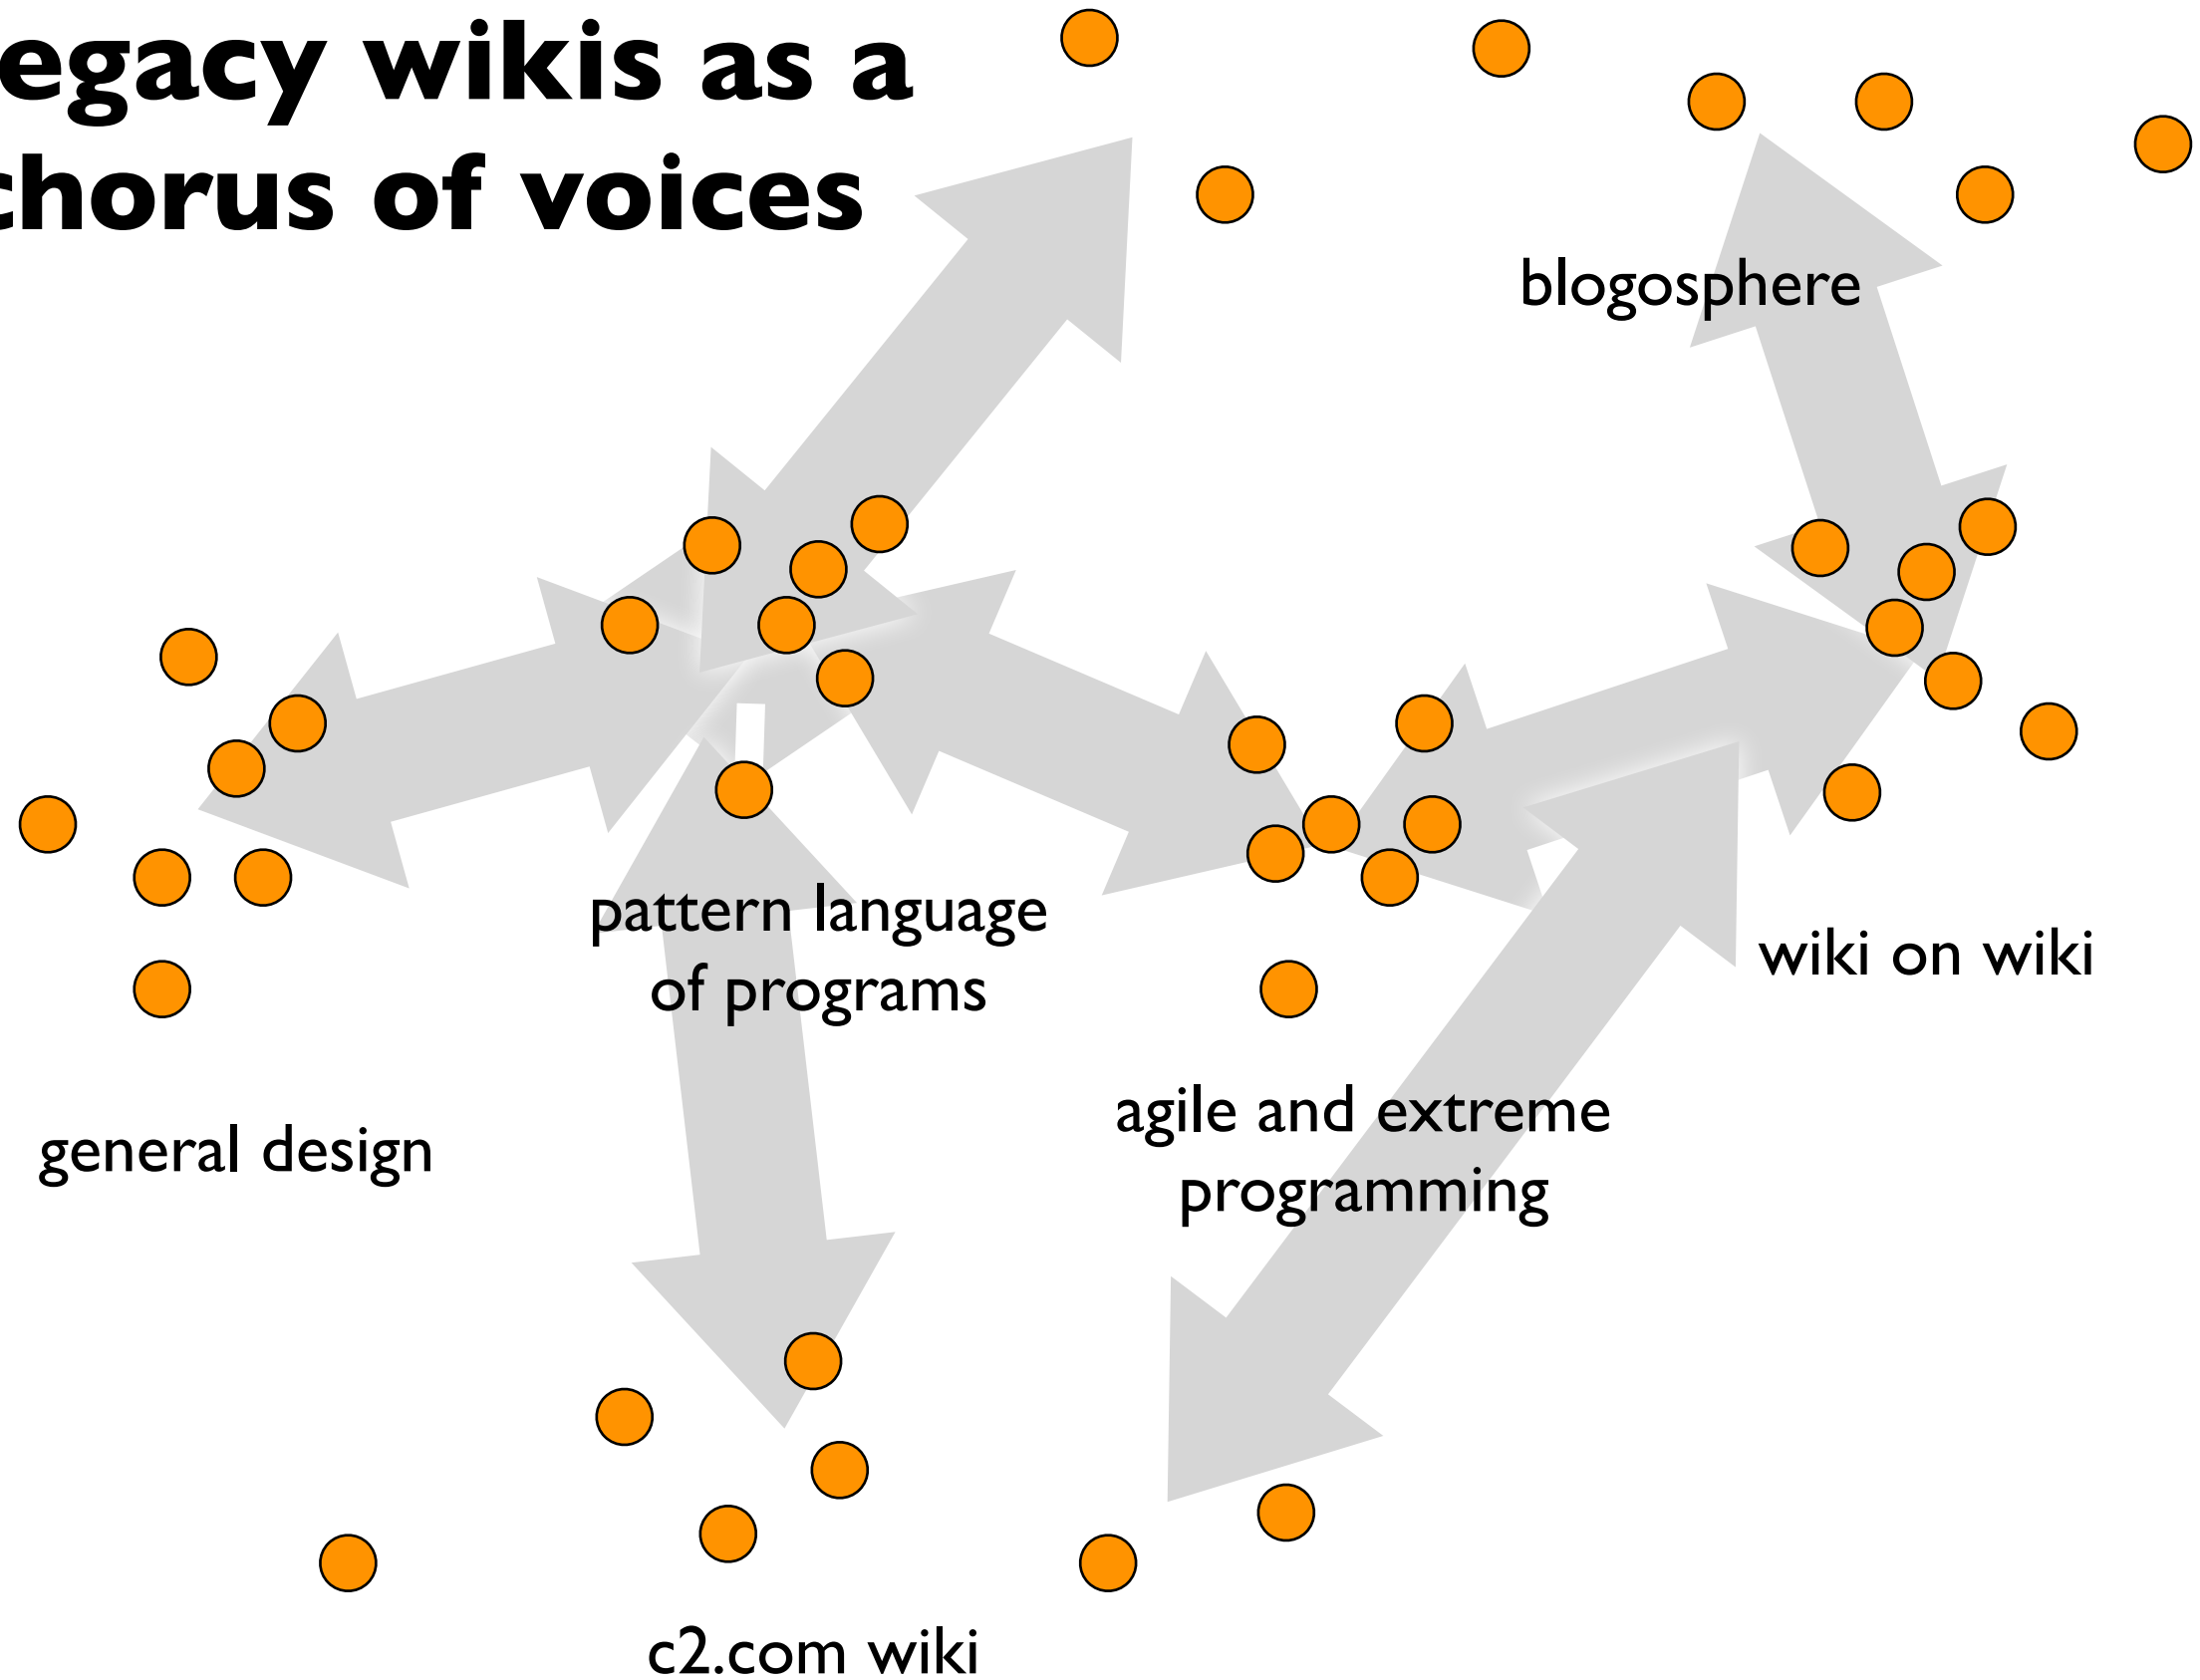 egacy wikis as a
chorus of voices
blogosphere
pattern language
of programs
wiki on wiki
agile and extreme
programming
general design
c2.com wiki